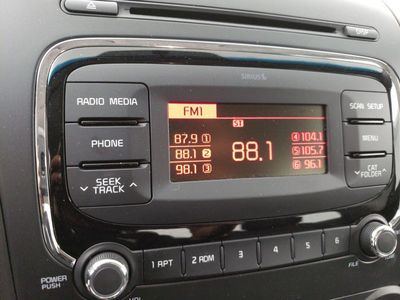 DISP
SIRIUS
RADIO MEDIA
PHONE
SEEK
TRACK
FM1
ST
87.9 1
88.1 2
98.1 3
88.1
4 104.1
5 105.7
6 96.1
SCAN SETUP
MENU
CAT
FOLDER
1 RPT
2 RDM
3
4
5
6
POWER
PUSH
VOL
FILE